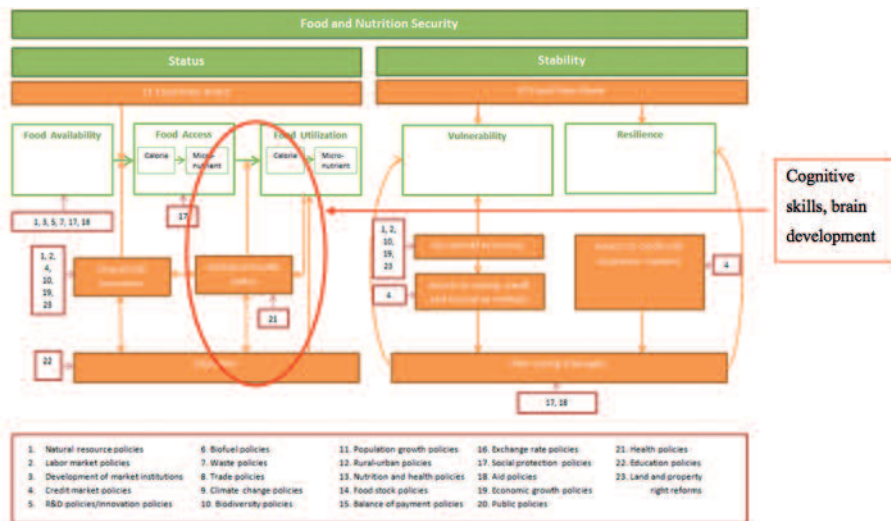 Food and Nutrition Security
Status
Stability
Food Availability
Food Access
Food Utilization
Vulnerability
Resilience
Calorie
Micro-
nutrient
Calorie
Micro-
nutrient
1, 3, 5, 7, 17, 18
17
1, 2,
4,
10,
19,
23
21
22
1, 2,
10,
19,
23
4
4
17, 18
Cognitive
skills, brain
development
1. Natural resource policies
2. Labor market policies
3. Development of market institutions
4. Credit market policies
5. R&D policies/innovation policies
6. Biofuel policies
7. Waste policies
8. Trade policies
9. Climate change policies
10. Biodiversity policies
11. Population growth policies
12. Rural-urban policies
13. Nutrition and health policies
14. Food stock policies
15. Balance of payment policies
16. Exchange rate policies
17. Social protection policies
18. Aid policies
19. Economic growth policies
20. Public policies
21. Health policies
22. Education policies
23. Land and property
right reforms